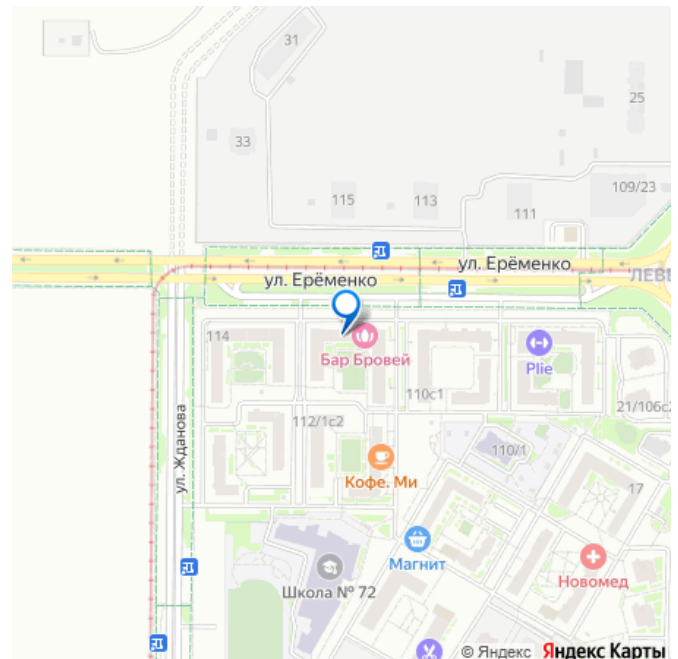 31
25
33
115
113
109/23
111
ул. Ерёменко
ул. Ерёменко
ЛЕВЕ
114
Бар Бровей
Plie
110с1
21/106с2
112/1с2
ул. Жданова
110/1
Кофе. Ми
17
Магнит
Новомед
Школа № 72
© Яндекс Яндекс Карты